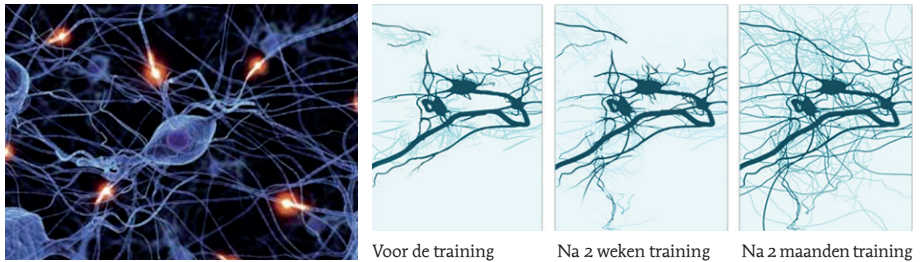 Voor de training
Na 2 weken training
Na 2 maanden training